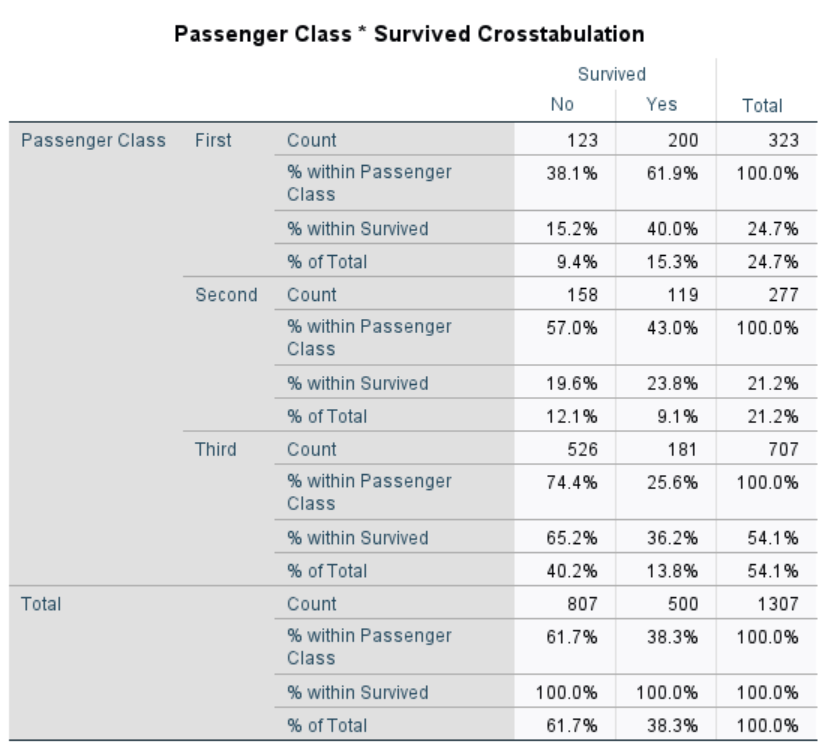 Passenger Class * Survived Crosstabulation
Survived
No Yes Total
Passenger Class First Count 123 200 323
% within Passenger Class 38.1% 61.9% 100.0%
% within Survived 15.2% 40.0% 24.7%
% of Total 9.4% 15.3% 24.7%
Second Count 158 119 277
% within Passenger Class 57.0% 43.0% 100.0%
% within Survived 19.6% 23.8% 21.2%
% of Total 12.1% 9.1% 21.2%
Third Count 526 181 707
% within Passenger Class 74.4% 25.6% 100.0%
% within Survived 65.2% 36.2% 54.1%
% of Total 40.2% 13.8% 54.1%
Total Count 807 500 1307
% within Passenger Class 61.7% 38.3% 100.0%
% within Survived 100.0% 100.0% 100.0%
% of Total 61.7% 38.3% 100.0%